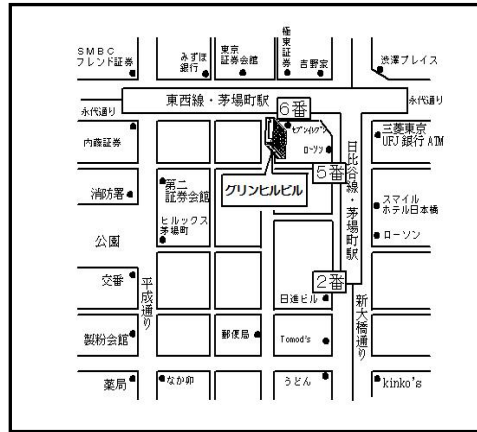 SMBC
フレンド証券
みずほ
銀行
東京
証券会館
極東
証券
吉野家
渋澤プレイス
永代通り
東西線・茅場町駅
永代通り
6番
内藤証券
セブンイレブン
ローソン
三菱東京
UFJ銀行ATM
5番
日比谷線・茅場町駅
グリンヒルビル
消防署
第二
証券会館
スマイル
ホテル日本橋
ヒルックス
茅場町
ローソン
公園
2番
交番
平成通り
日進ビル
新大橋通り
製粉会館
郵便局
Tomod's
薬局
なか卯
うどん
kinko's